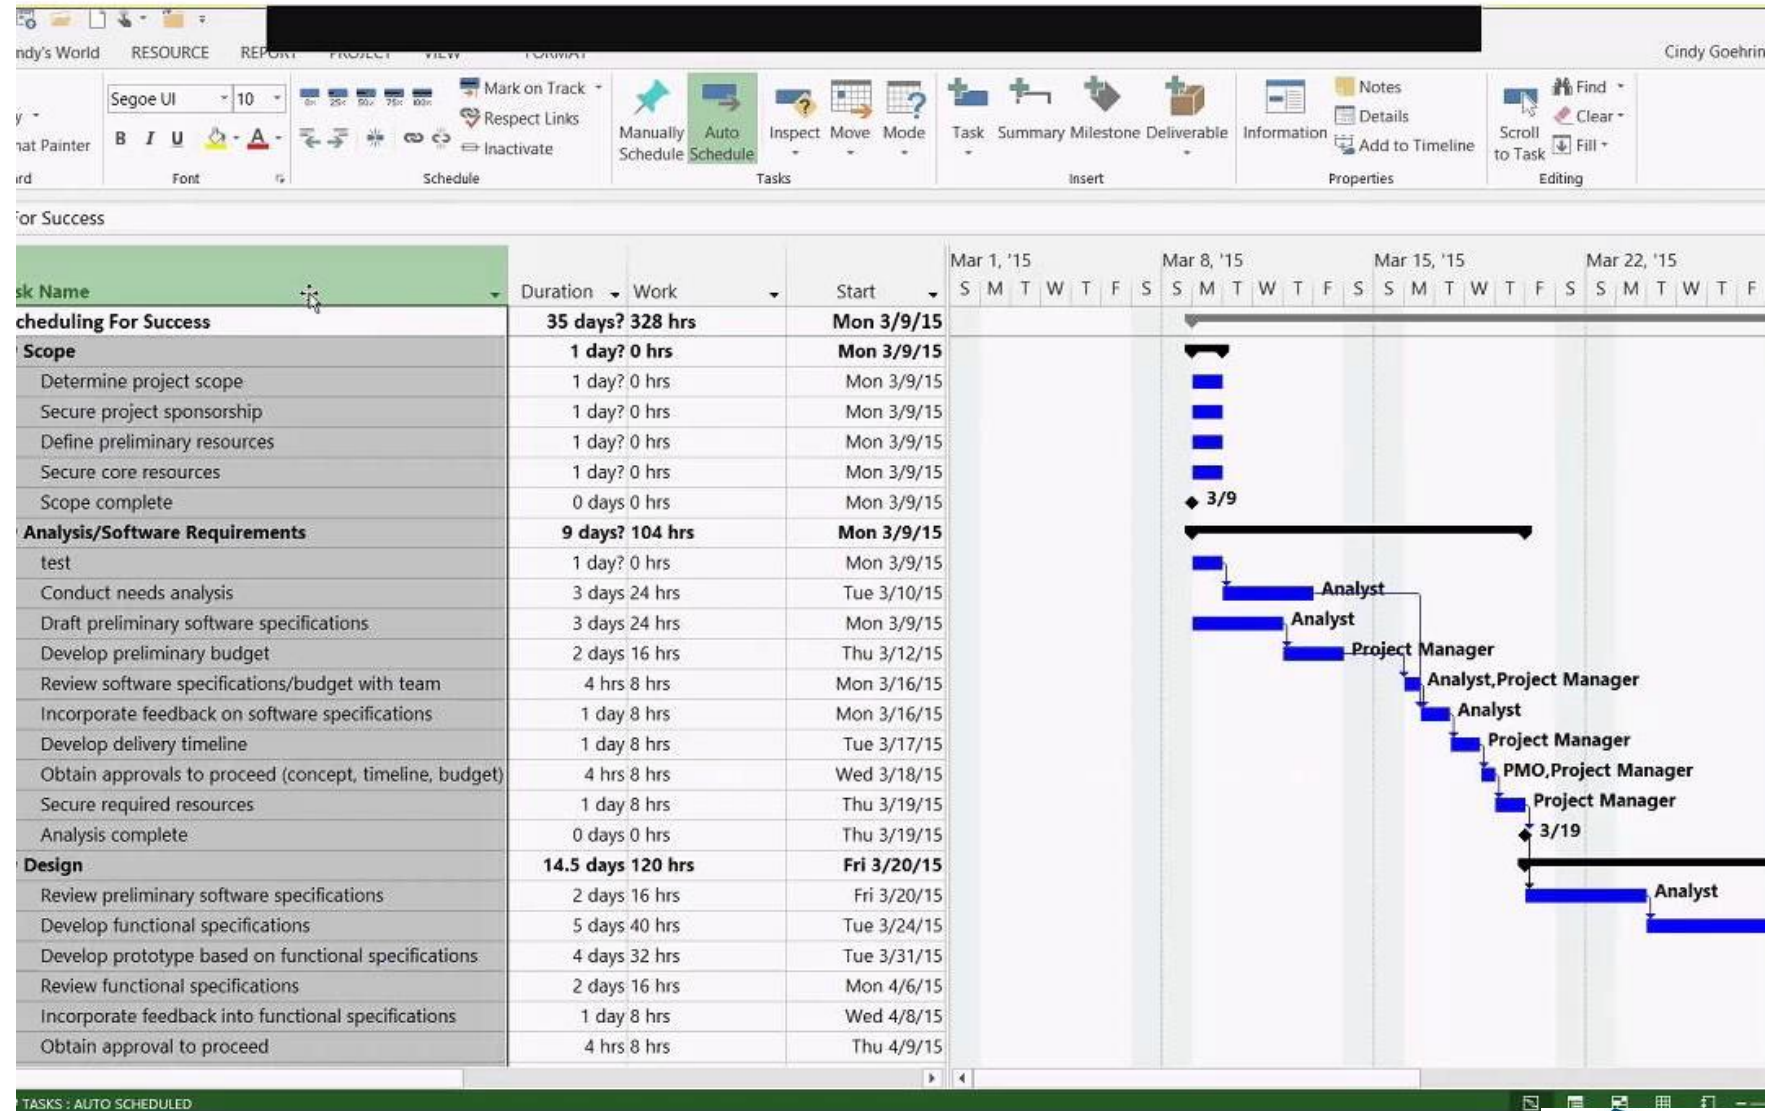 ndy's World RESOURCE REPORT PROJECT VIEW FORMAT Cindy Goehrin
Segoe UI 10 0% 25% 50% 75% 100% Mark on Track
Respect Links
Inactivate
B I U A
y
nat Painter
Manually Schedule
Auto Schedule
Inspect Move Mode
Task Summary Milestone Deliverable
Information
Notes
Details
Add to Timeline
Scroll to Task
Find
Clear
Fill
rd Font Schedule Tasks Insert Properties Editing
For Success
Mar 1, '15 Mar 8, '15 Mar 15, '15 Mar 22, '15
sk Name Duration Work Start S M T W T F S S M T W T F S S M T W T F S S M T W T F
cheduling For Success 35 days? 328 hrs Mon 3/9/15
Scope 1 day? 0 hrs Mon 3/9/15
Determine project scope 1 day? 0 hrs Mon 3/9/15
Secure project sponsorship 1 day? 0 hrs Mon 3/9/15
Define preliminary resources 1 day? 0 hrs Mon 3/9/15
Secure core resources 1 day? 0 hrs Mon 3/9/15
Scope complete 0 days 0 hrs Mon 3/9/15 3/9
Analysis/Software Requirements 9 days? 104 hrs Mon 3/9/15
test 1 day? 0 hrs Mon 3/9/15
Conduct needs analysis 3 days 24 hrs Tue 3/10/15 Analyst
Draft preliminary software specifications 3 days 24 hrs Mon 3/9/15 Analyst
Develop preliminary budget 2 days 16 hrs Thu 3/12/15 Project Manager
Review software specifications/budget with team 4 hrs 8 hrs Mon 3/16/15 Analyst,Project Manager
Incorporate feedback on software specifications 1 day 8 hrs Mon 3/16/15 Analyst
Develop delivery timeline 1 day 8 hrs Tue 3/17/15 Project Manager
Obtain approvals to proceed (concept, timeline, budget) 4 hrs 8 hrs Wed 3/18/15 PMO,Project Manager
Secure required resources 1 day 8 hrs Thu 3/19/15 Project Manager
Analysis complete 0 days 0 hrs Thu 3/19/15 3/19
Design 14.5 days 120 hrs Fri 3/20/15
Review preliminary software specifications 2 days 16 hrs Fri 3/20/15 Analyst
Develop functional specifications 5 days 40 hrs Tue 3/24/15
Develop prototype based on functional specifications 4 days 32 hrs Tue 3/31/15
Review functional specifications 2 days 16 hrs Mon 4/6/15
Incorporate feedback into functional specifications 1 day 8 hrs Wed 4/8/15
Obtain approval to proceed 4 hrs 8 hrs Thu 4/9/15
TASKS : AUTO SCHEDULED